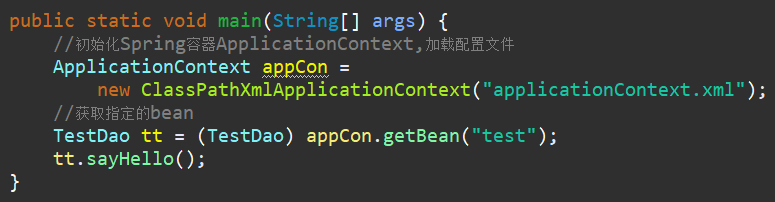 public static void main(String[] args) {
//初始化Spring容器ApplicationContext,加载配置文件
ApplicationContext appCon =
new ClassPathXmlApplicationContext("applicationContext.xml");
//获取指定的bean
TestDao tt = (TestDao) appCon.getBean("test");
tt.sayHello();
}